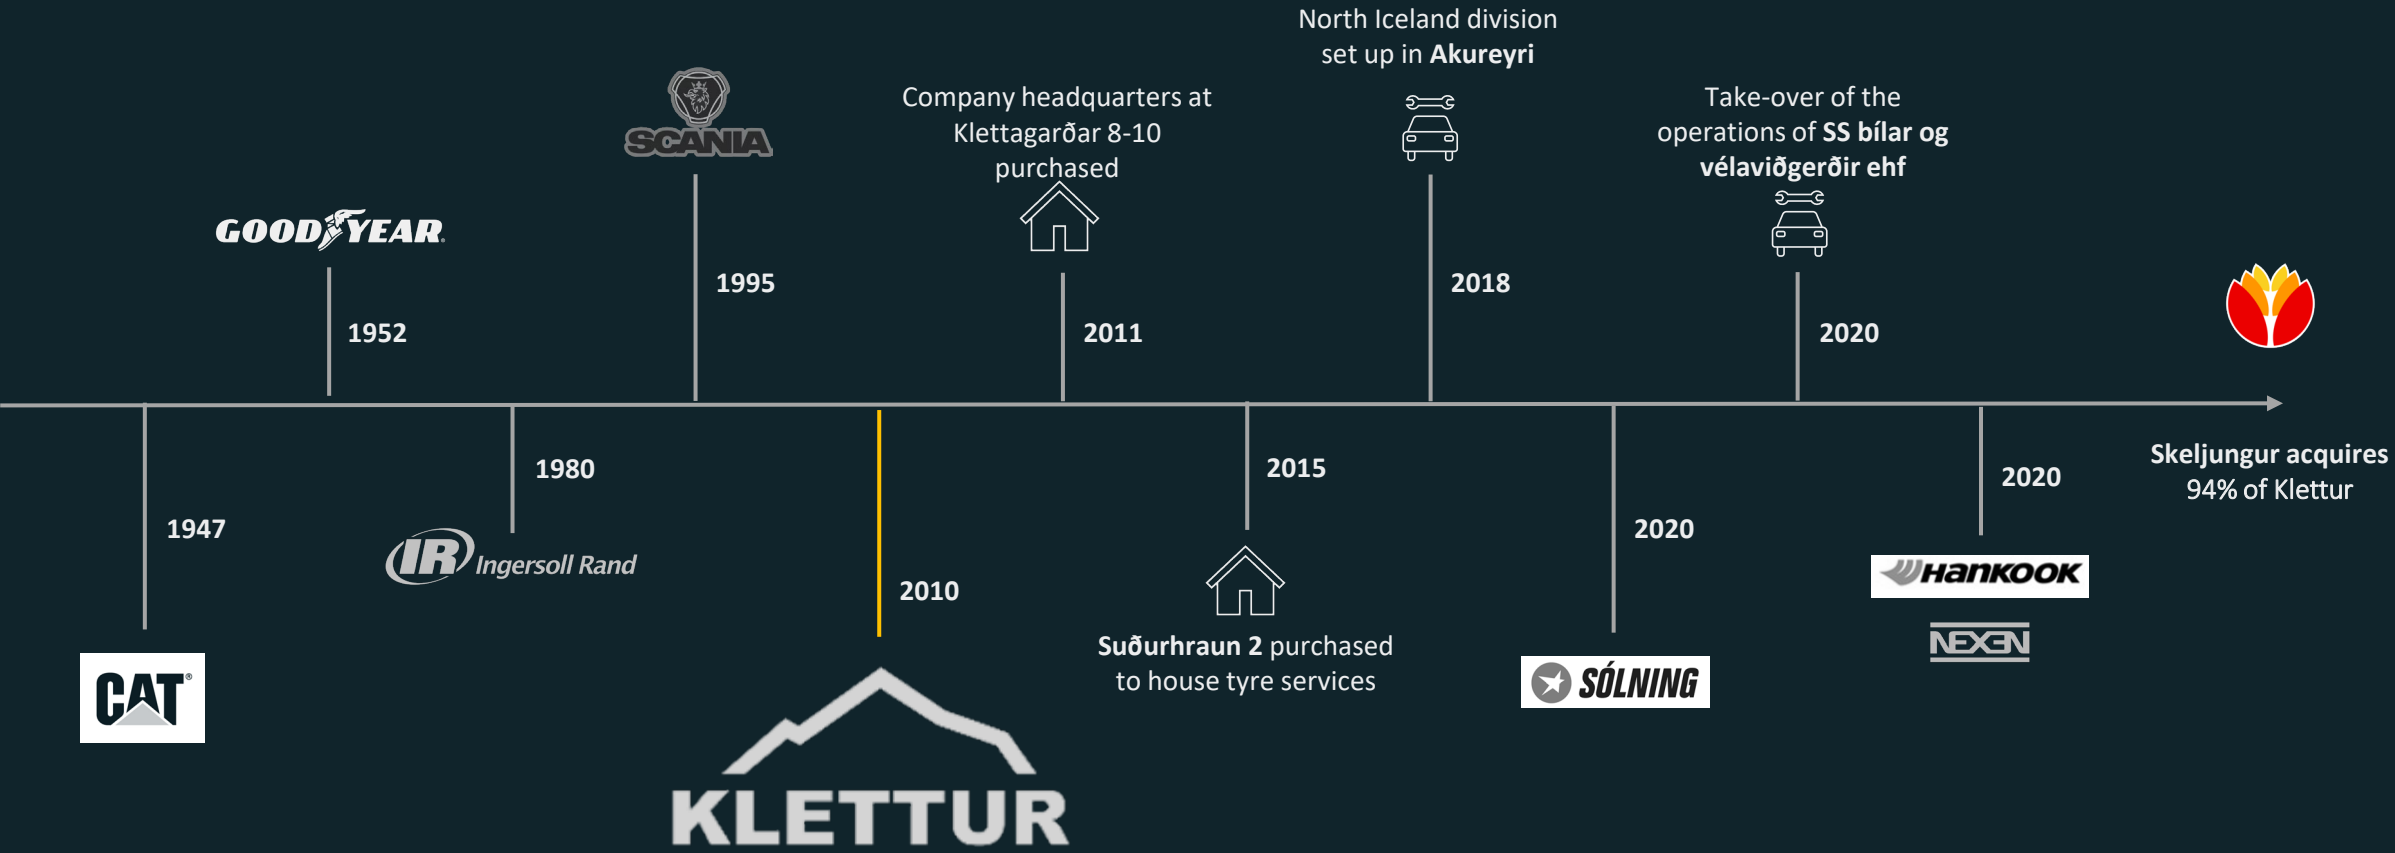 North Iceland division
set up in Akureyri
SCANIA
Company headquarters at
Klettagarðar 8-10
purchased
Take-over of the
operations of SS bílar og
vélaviðgerðir ehf
GOODYEAR
1995
2018
1952
2011
2020
1980
2015
2020
Skeljungur acquires
94% of Klettur
1947
2020
IR Ingersoll Rand
2010
HANKOOK
NEXEN
Suðurhraun 2 purchased
to house tyre services
CAT®
SÓLNING
KLETTUR